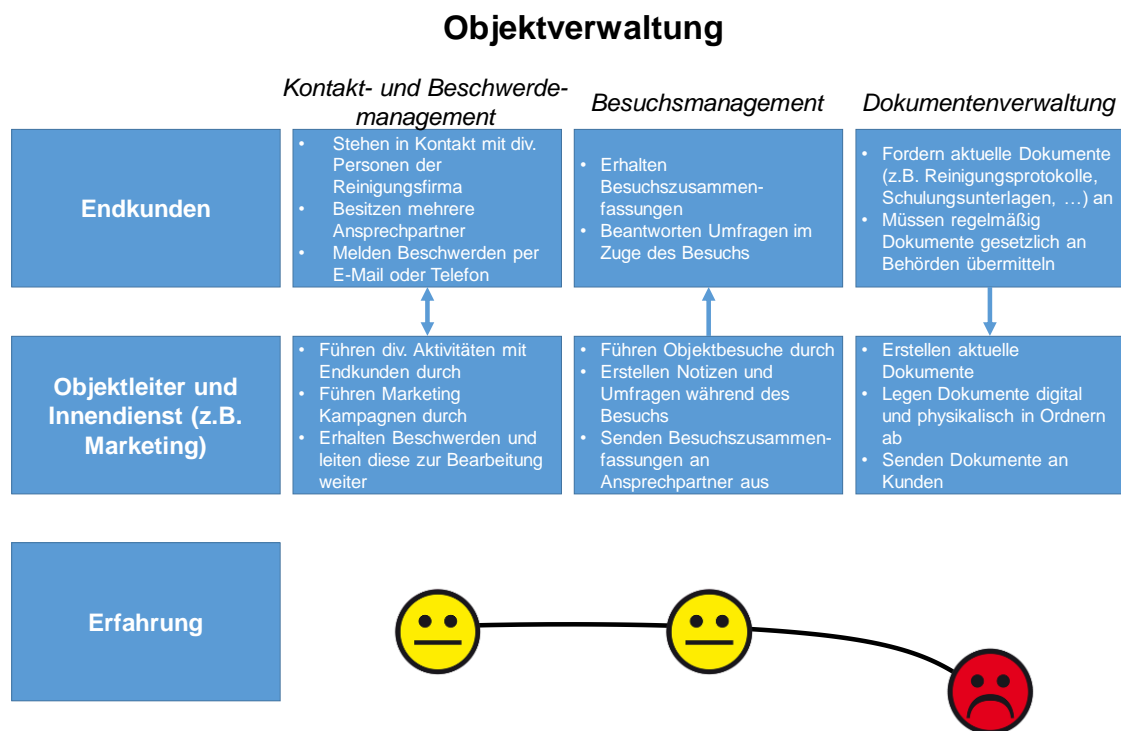 Objektverwaltung
Kontakt- und Beschwerde-
management
Besuchsmanagement
Dokumentenverwaltung
Endkunden
• Stehen in Kontakt mit div.
Personen der
Reinigungsfirma
• Besitzen mehrere
Ansprechpartner
• Melden Beschwerden per
E-Mail oder Telefon
• Erhalten
Besuchszusammen-
fassungen
• Beantworten Umfragen im
Zuge des Besuchs
• Fordern aktuelle Dokumente
(z.B. Reinigungsprotokolle,
Schulungsunterlagen, …) an
• Müssen regelmäßig
Dokumente gesetzlich an
Behörden übermitteln
Objektleiter und
Innendienst (z.B.
Marketing)
• Führen div. Aktivitäten mit
Endkunden durch
• Führen Marketing
Kampagnen durch
• Erhalten Beschwerden und
leiten diese zur Bearbeitung
weiter
• Führen Objektbesuche durch
• Erstellen Notizen und
Umfragen während des
Besuchs
• Senden Besuchszusammen-
fassungen an
Ansprechpartner aus
• Erstellen aktuelle
Dokumente
• Legen Dokumente digital
und physikalisch in Ordnern
ab
• Senden Dokumente an
Kunden
Erfahrung